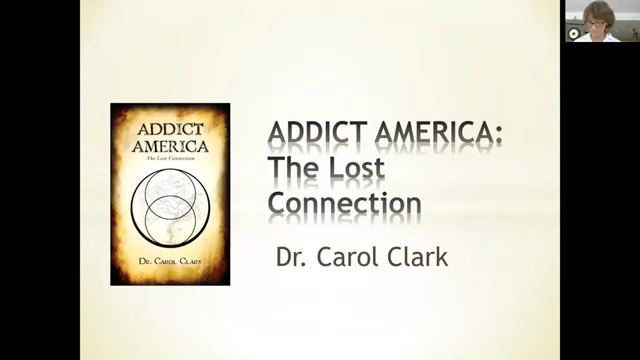 ADDICT
AMERICA
The Lost Connection
DR. CAROL CLARK
ADDICT AMERICA:
The Lost
Connection
Dr. Carol Clark